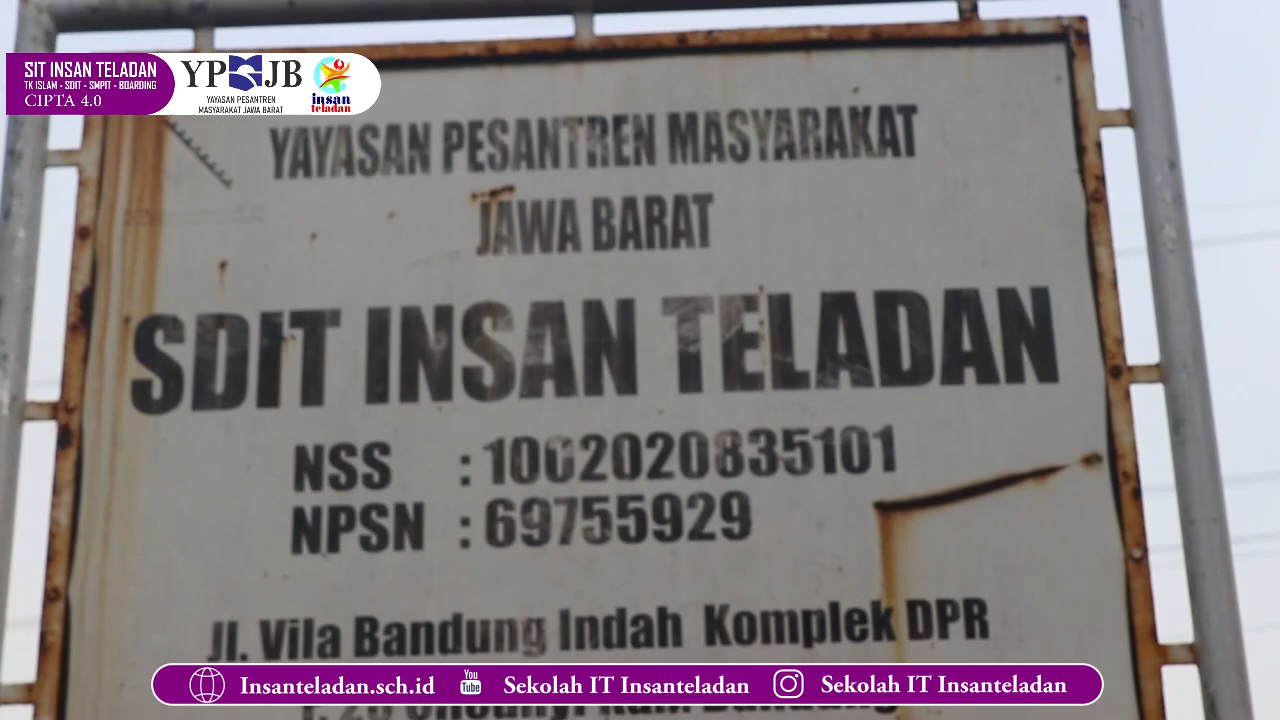 SIT INSAN TELADAN
TK ISLAM - SDIT - SMPIT - BOARDING
CIPTA 4.0
YP JB
YAYASAN PESANTREN
MASYARAKAT JAWA BARAT
insan
teladan
YAYASAN PESANTREN MASYARAKAT
JAWA BARAT
SDIT INSAN TELADAN
NSS : 1002020835101
NPSN : 69755929
Jl. Vila Bandung Indah Komplek DPR
Insanteladan.sch.id
You
Tube
Sekolah IT Insanteladan
Sekolah IT Insanteladan